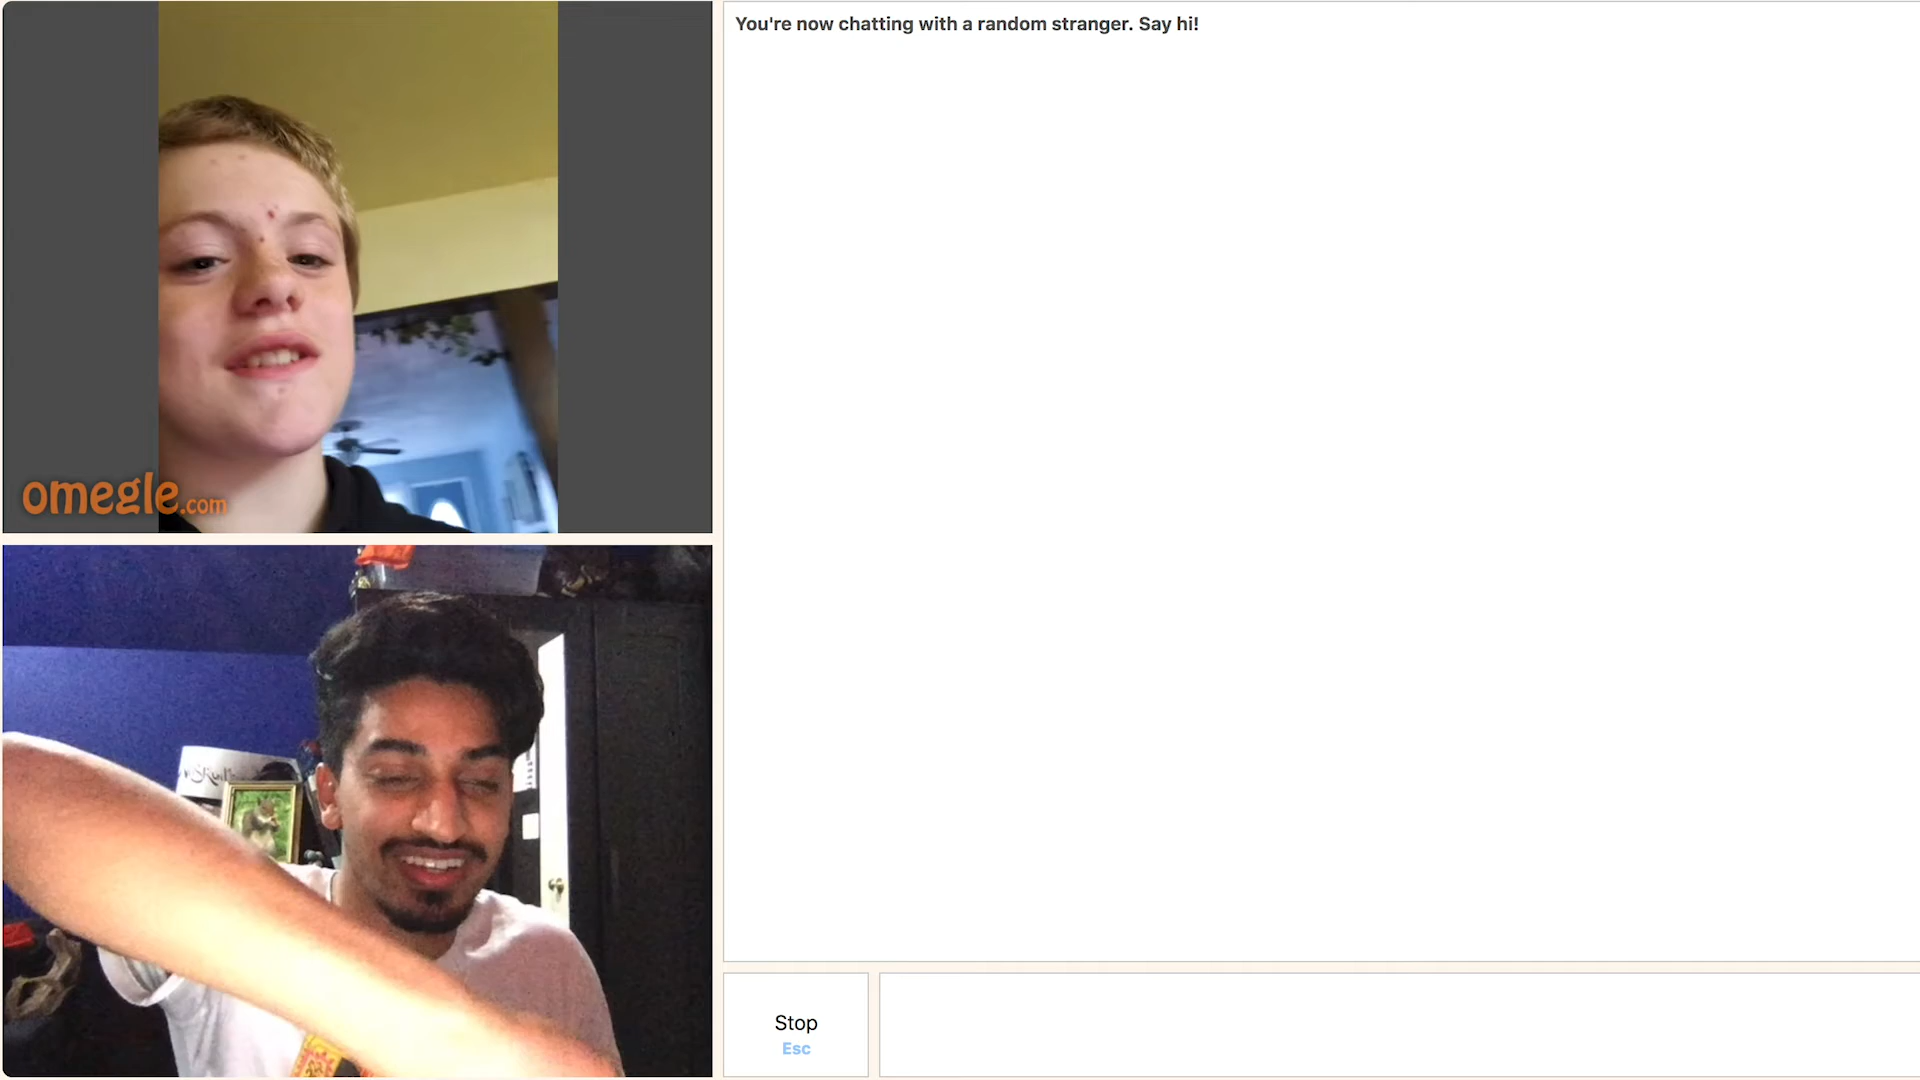 You're now chatting with a random stranger. Say hi!
omegle.com
Stop
Esc